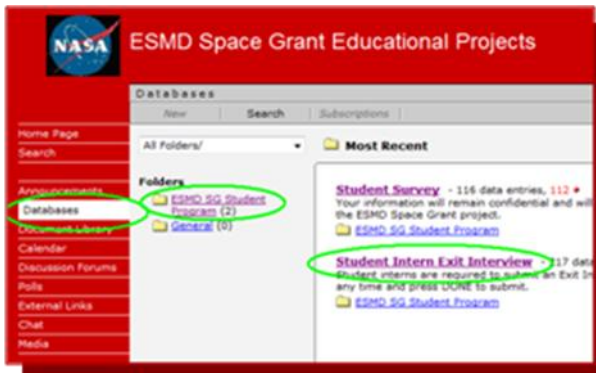 NASA
ESMD Space Grant Educational Projects
Databases
New Search Subscriptions
Home Page
Search
Announcements
Databases
Document Library
Calendar
Discussion Forums
Polls
External Links
Chat
Media
All Folders/
Folders
ESMD SG Student
Program (2)
General (0)
Most Recent
Student Survey - 116 data entries, 112
Your information will remain confidential and will
the ESMD Space Grant project.
ESMD SG Student Program
Student Intern Exit Interview - 217 data
Student interns are required to submit an Exit In
any time and press DONE to submit.
ESMD SG Student Program